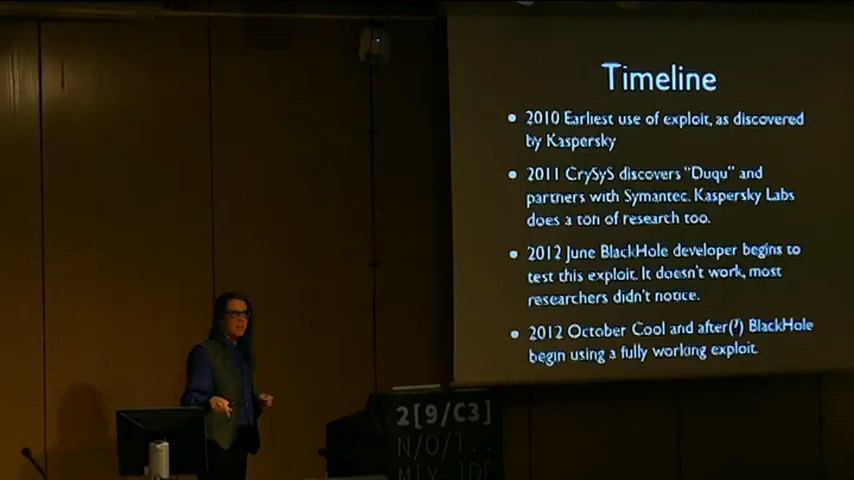 Timeline
• 2010 Earliest use of exploit, as discovered
by Kaspersky
• 2011 CrySyS discovers "Duqu" and
partners with Symantec. Kaspersky Labs
does a ton of research too.
• 2012 June BlackHole developer begins to
test this exploit. It doesn't work, most
researchers didn't notice.
• 2012 October Cool and after(?) BlackHole
begin using a fully working exploit.
2[9/C3]
N/O/T..